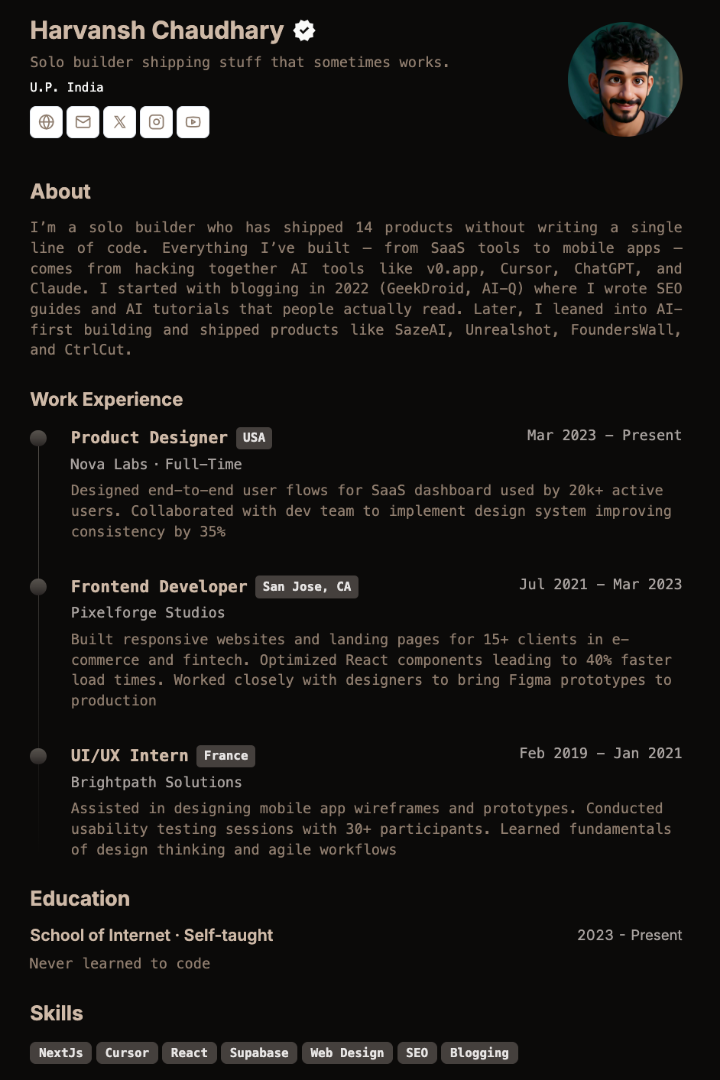 Harvansh Chaudhary
Solo builder shipping stuff that sometimes works.
U.P. India
About
I’m a solo builder who has shipped 14 products without writing a single
line of code. Everything I’ve built — from SaaS tools to mobile apps —
comes from hacking together AI tools like v0.app, Cursor, ChatGPT, and
Claude. I started with blogging in 2022 (GeekDroid, AI-Q) where I wrote SEO
guides and AI tutorials that people actually read. Later, I leaned into AI-
first building and shipped products like SazeAI, Unrealshot, FoundersWall,
and CtrlCut.
Work Experience
Product Designer USA Mar 2023 - Present
Nova Labs · Full-Time
Designed end-to-end user flows for SaaS dashboard used by 20k+ active
users. Collaborated with dev team to implement design system improving
consistency by 35%
Frontend Developer San Jose, CA Jul 2021 - Mar 2023
Pixelforge Studios
Built responsive websites and landing pages for 15+ clients in e-
commerce and fintech. Optimized React components leading to 40% faster
load times. Worked closely with designers to bring Figma prototypes to
production
UI/UX Intern France Feb 2019 - Jan 2021
Brightpath Solutions
Assisted in designing mobile app wireframes and prototypes. Conducted
usability testing sessions with 30+ participants. Learned fundamentals
of design thinking and agile workflows
Education
School of Internet · Self-taught 2023 - Present
Never learned to code
Skills
NextJs Cursor React Supabase Web Design SEO Blogging